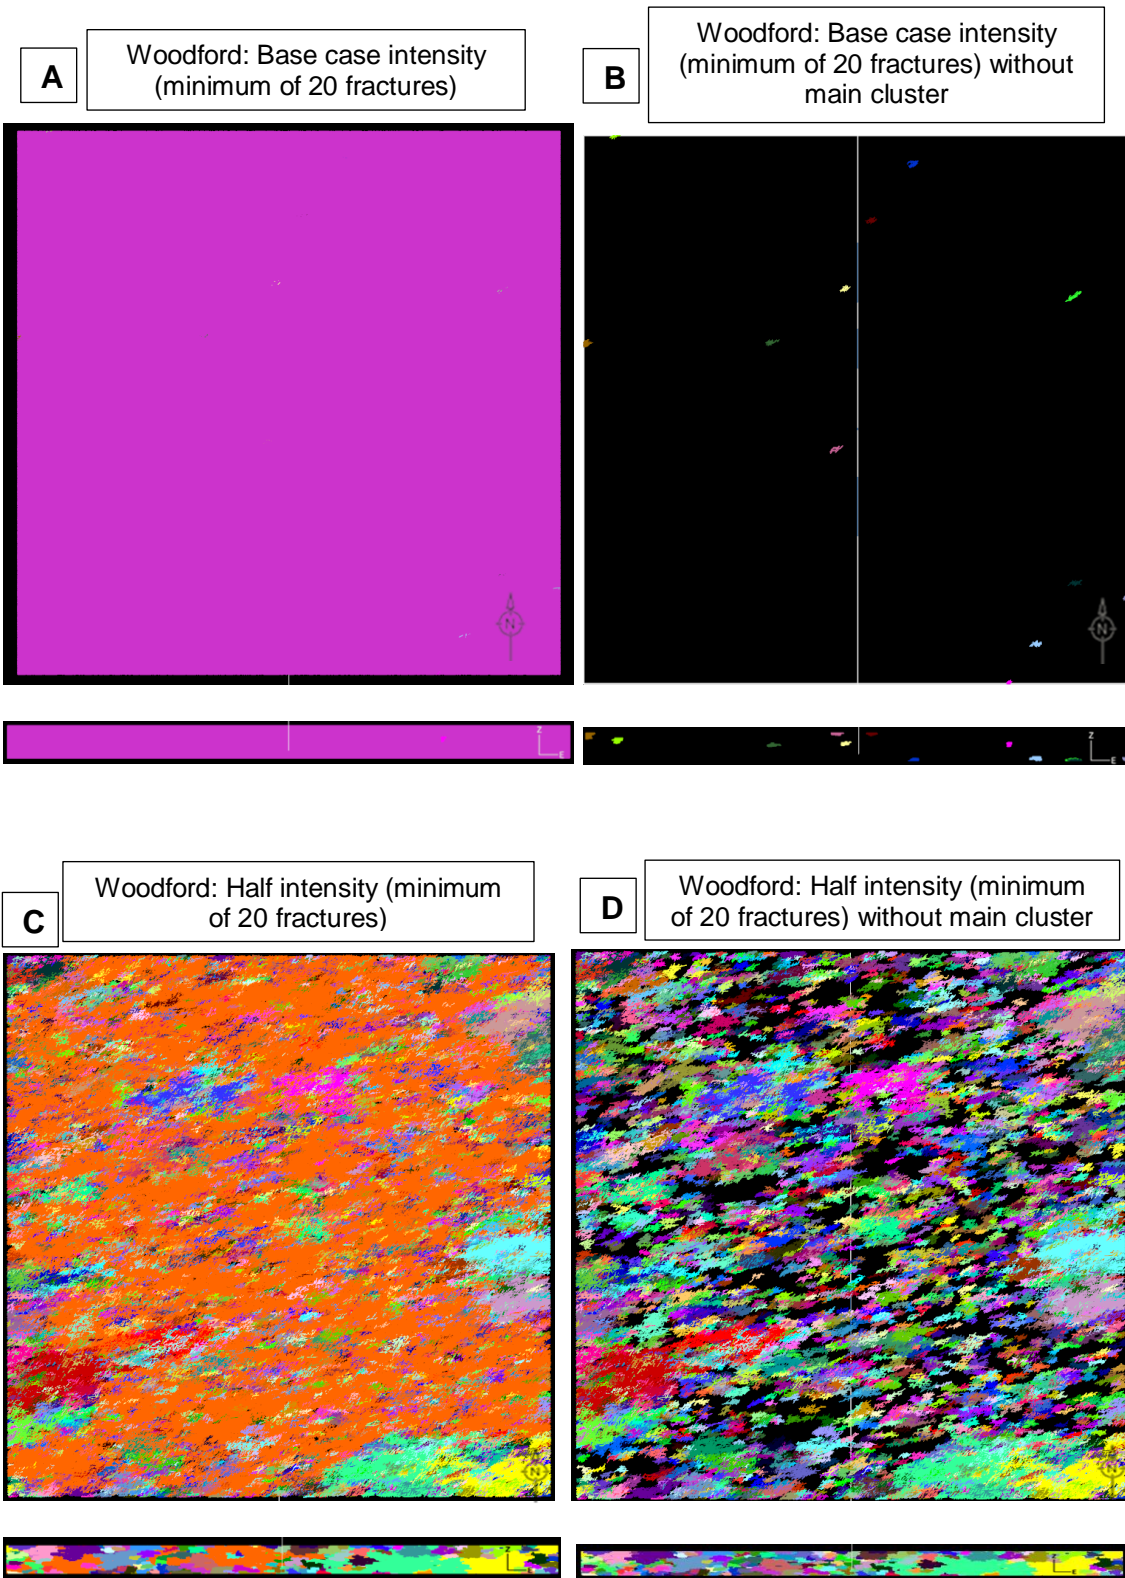 A
Woodford: Base case intensity
(minimum of 20 fractures)
B
Woodford: Base case intensity
(minimum of 20 fractures) without
main cluster
N
N
Z
E
Z
E
C
Woodford: Half intensity (minimum
of 20 fractures)
D
Woodford: Half intensity (minimum
of 20 fractures) without main cluster
N
N